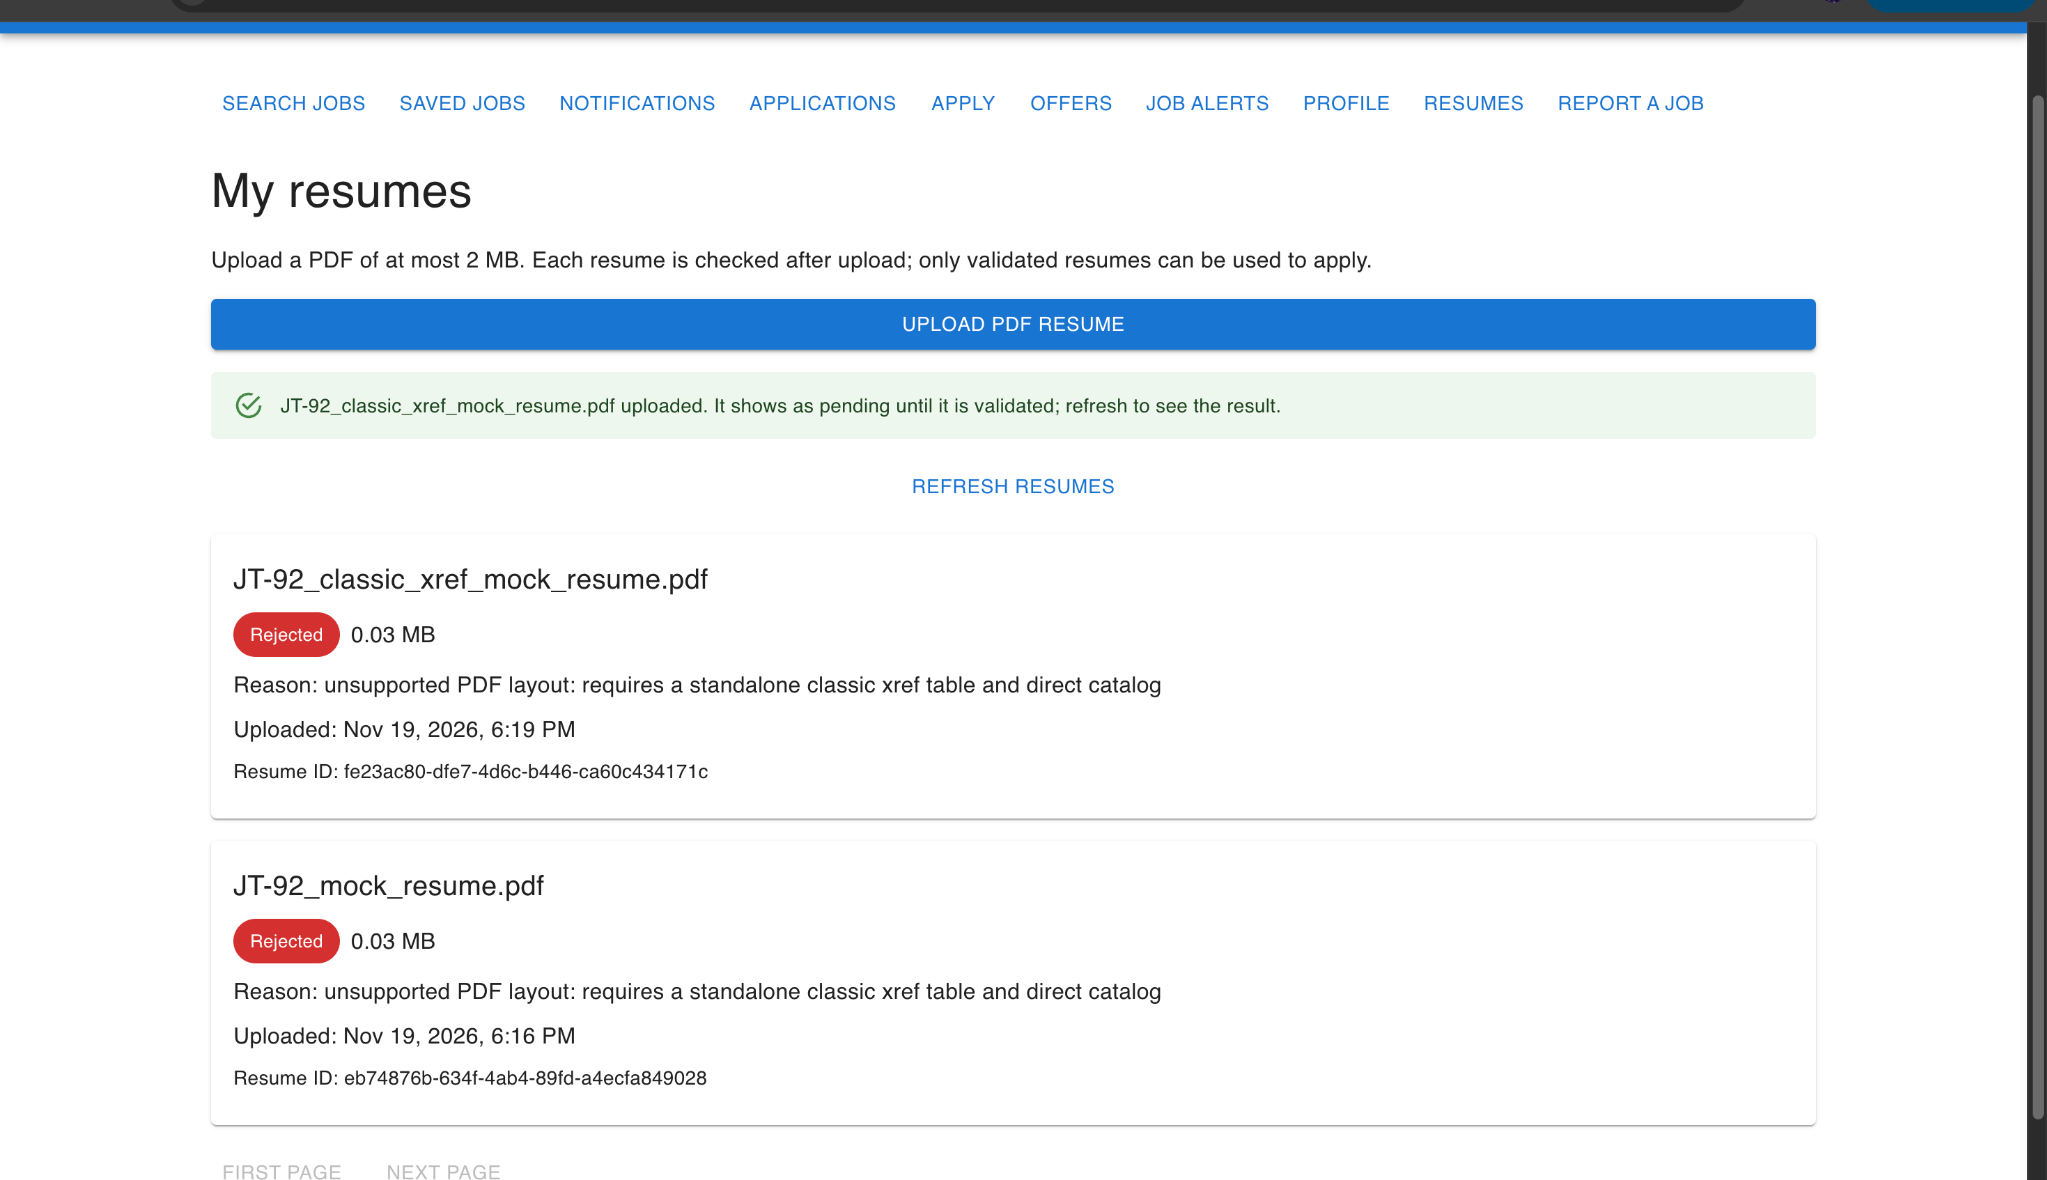 SEARCH JOBS SAVED JOBS NOTIFICATIONS APPLICATIONS APPLY OFFERS JOB ALERTS PROFILE RESUMES REPORT A JOB
My resumes
Upload a PDF of at most 2 MB. Each resume is checked after upload; only validated resumes can be used to apply.
UPLOAD PDF RESUME
JT-92_classic_xref_mock_resume.pdf uploaded. It shows as pending until it is validated; refresh to see the result.
REFRESH RESUMES
JT-92_classic_xref_mock_resume.pdf
Rejected 0.03 MB
Reason: unsupported PDF layout: requires a standalone classic xref table and direct catalog
Uploaded: Nov 19, 2026, 6:19 PM
Resume ID: fe23ac80-dfe7-4d6c-b446-ca60c434171c
JT-92_mock_resume.pdf
Rejected 0.03 MB
Reason: unsupported PDF layout: requires a standalone classic xref table and direct catalog
Uploaded: Nov 19, 2026, 6:16 PM
Resume ID: eb74876b-634f-4ab4-89fd-a4ecfa849028
FIRST PAGE NEXT PAGE